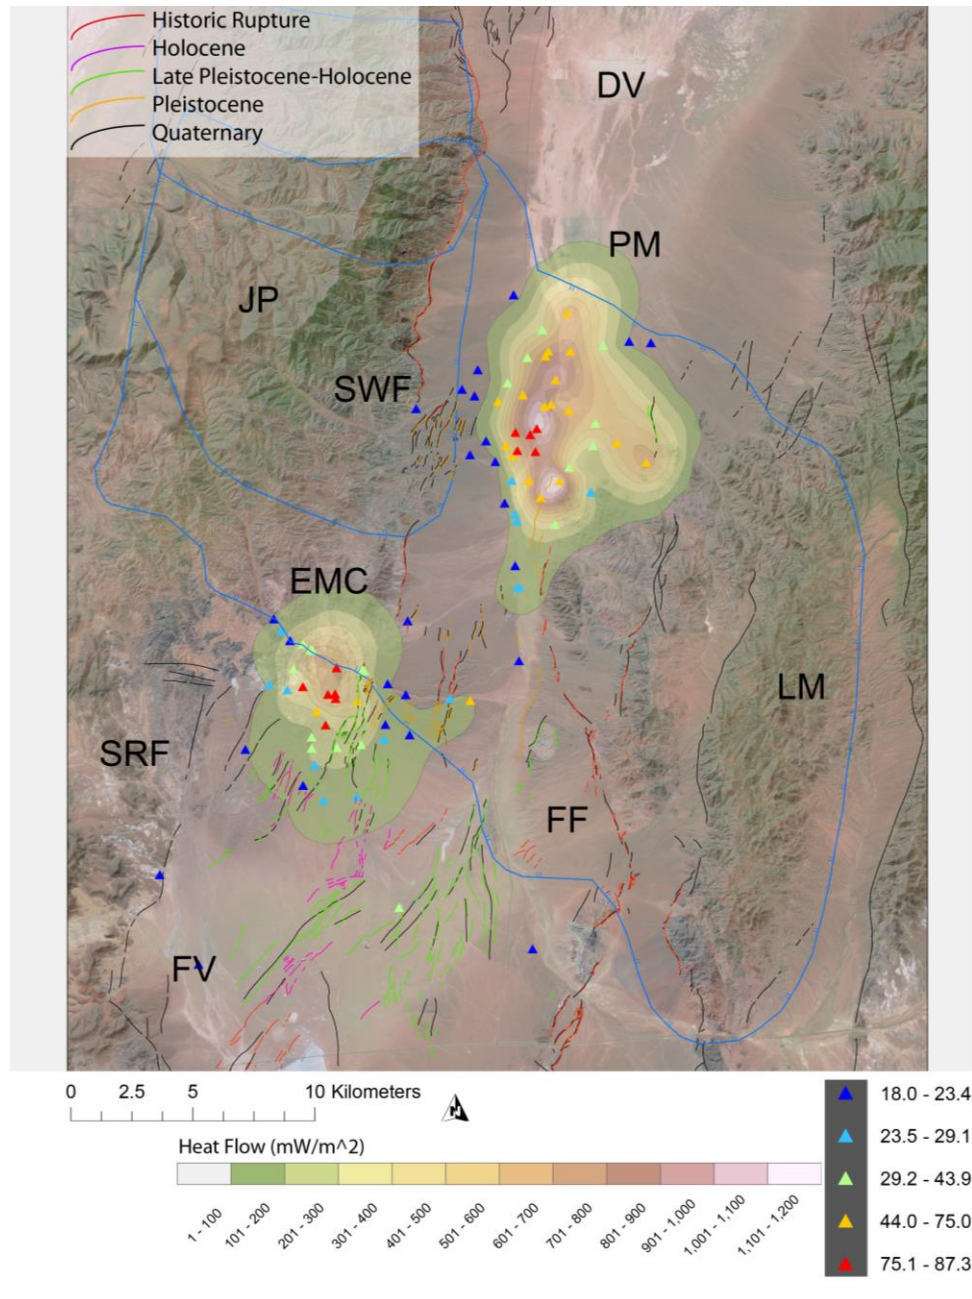 Historic Rupture
Holocene
Late Pleistocene-Holocene
Pleistocene
Quaternary
DV
PM
JP
SWF
EMC
LM
SRF
FF
FV
0 2.5 5 10 Kilometers
N
Heat Flow (mW/m^2)
1 - 100
101 - 200
201 - 300
301 - 400
401 - 500
501 - 600
601 - 700
701 - 800
801 - 900
901 - 1,000
1,001 - 1,100
1,101 - 1,200
18.0 - 23.4
23.5 - 29.1
29.2 - 43.9
44.0 - 75.0
75.1 - 87.3